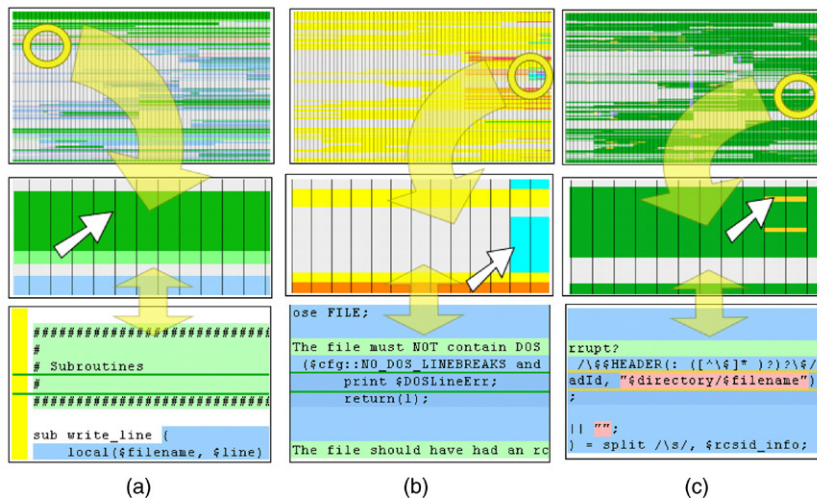 ############################
#
# Subroutines
#
############################
sub write_line {
local($filename, $line)
(a)
ose FILE;
The file must NOT contain DOS
($cfg::NO_DOS_LINEBREAKS and
print $DOSLineErr;
return(1);
The file should have had an rc
(b)
rrupt?
/\$$HEADER(: ([^\$]* )?)?\$/
adId, "$directory/$filename")
;
|| "";
) = split /\s/, $rcsid_info;
(c)